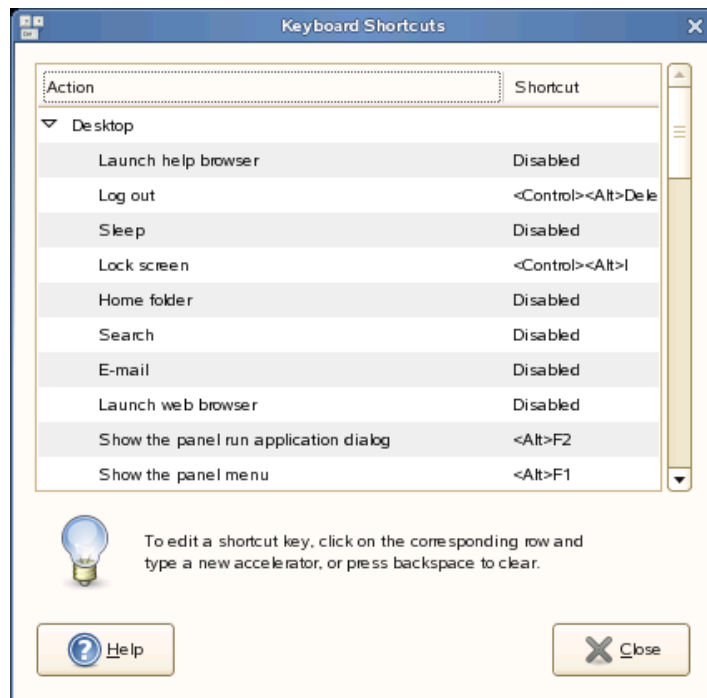 Keyboard Shortcuts
Action Shortcut
Desktop
Launch help browser Disabled
Log out <Control><Alt>Dele
Sleep Disabled
Lock screen <Control><Alt>l
Home folder Disabled
Search Disabled
E-mail Disabled
Launch web browser Disabled
Show the panel run application dialog <Alt>F2
Show the panel menu <Alt>F1
To edit a shortcut key, click on the corresponding row and
type a new accelerator, or press backspace to clear.
Help Close